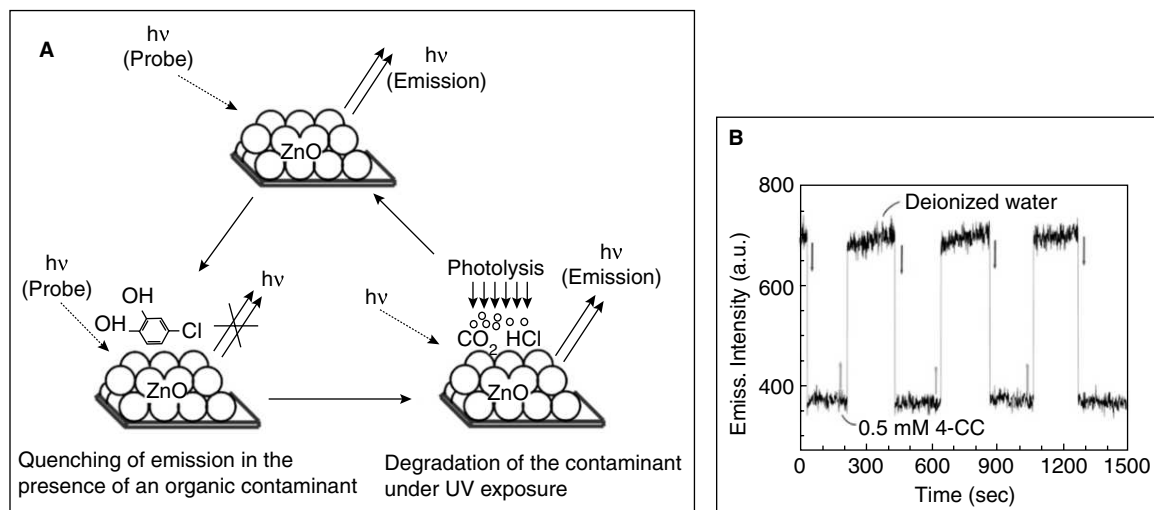 A
hν
(Probe)
hν
(Emission)
ZnO
hν
(Probe)
OH
OH
Cl
hν
ZnO
Quenching of emission in the
presence of an organic contaminant
hν
Photolysis
CO2 HCl
hν
(Emission)
ZnO
Degradation of the contaminant
under UV exposure
B
Emiss. Intensity (a.u.)
800
600
400
Deionized water
0.5 mM 4-CC
0 300 600 900 1200 1500
Time (sec)